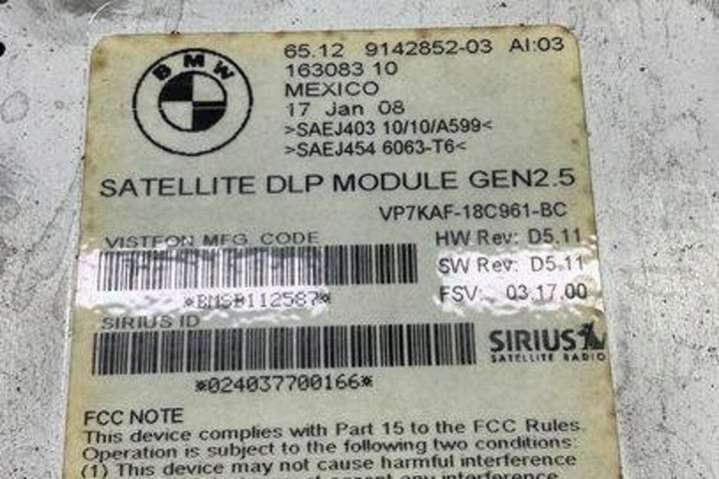 BMW
65.12 9142852-03 AI:03
163083 10
MEXICO
17 Jan 08
>SAEJ403 10/10/A599<
>SAEJ454 6063-T6<
SATELLITE DLP MODULE GEN2.5
VP7KAF-18C961-BC
VISTEON MFG CODE
HW Rev: D5.11
SW Rev: D5.11
FSV: 03.17.00
*BMSB112587*
SIRIUS ID
SIRIUS
SATELLITE RADIO
*024037700166*
FCC NOTE
This device complies with Part 15 to the FCC Rules.
Operation is subject to the following two conditions:
(1) This device may not cause harmful interference
accept any interference